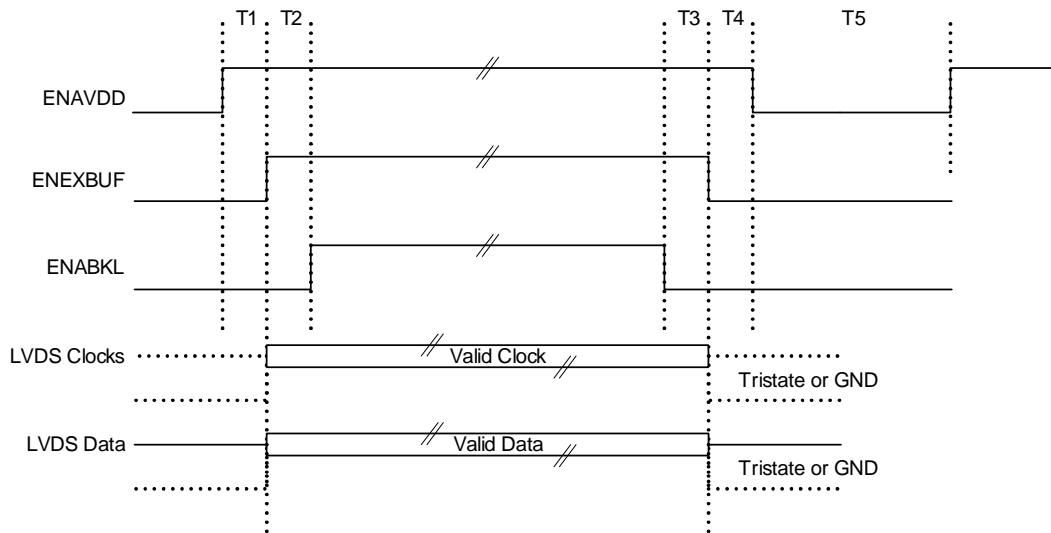 T1 T2 T3 T4 T5
ENAVDD
ENEXBUF
ENABKL
LVDS Clocks Valid Clock
Tristate or GND
LVDS Data Valid Data
Tristate or GND